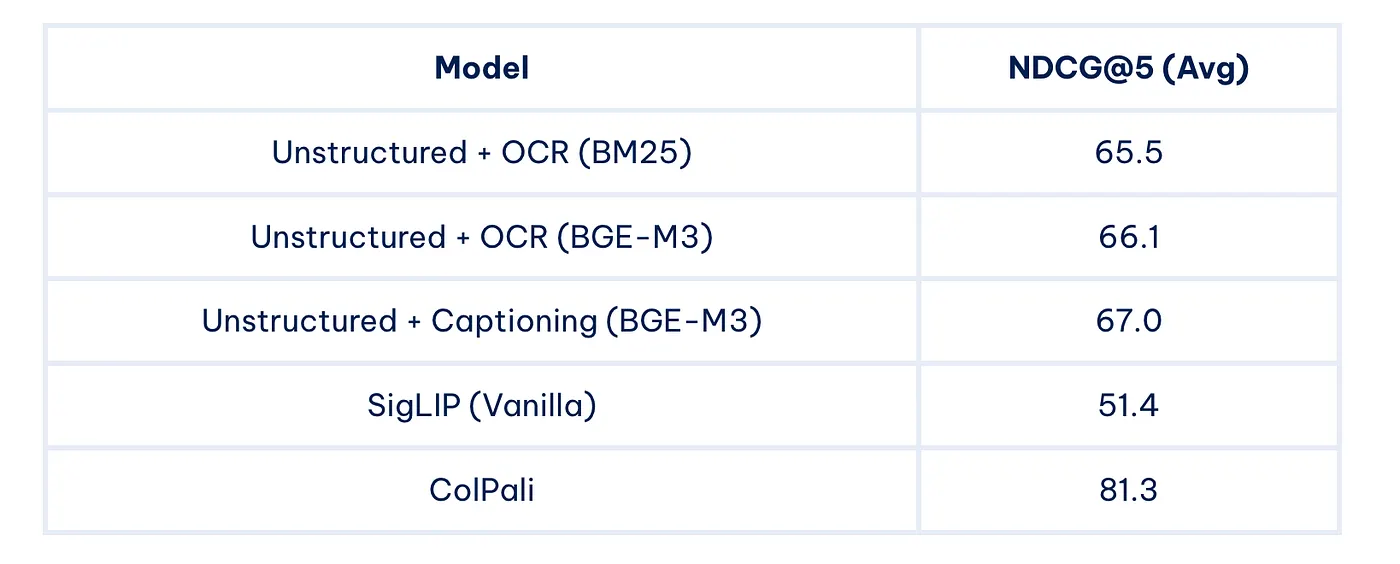 Model NDCG@5 (Avg)
Unstructured + OCR (BM25) 65.5
Unstructured + OCR (BGE-M3) 66.1
Unstructured + Captioning (BGE-M3) 67.0
SigLIP (Vanilla) 51.4
ColPali 81.3